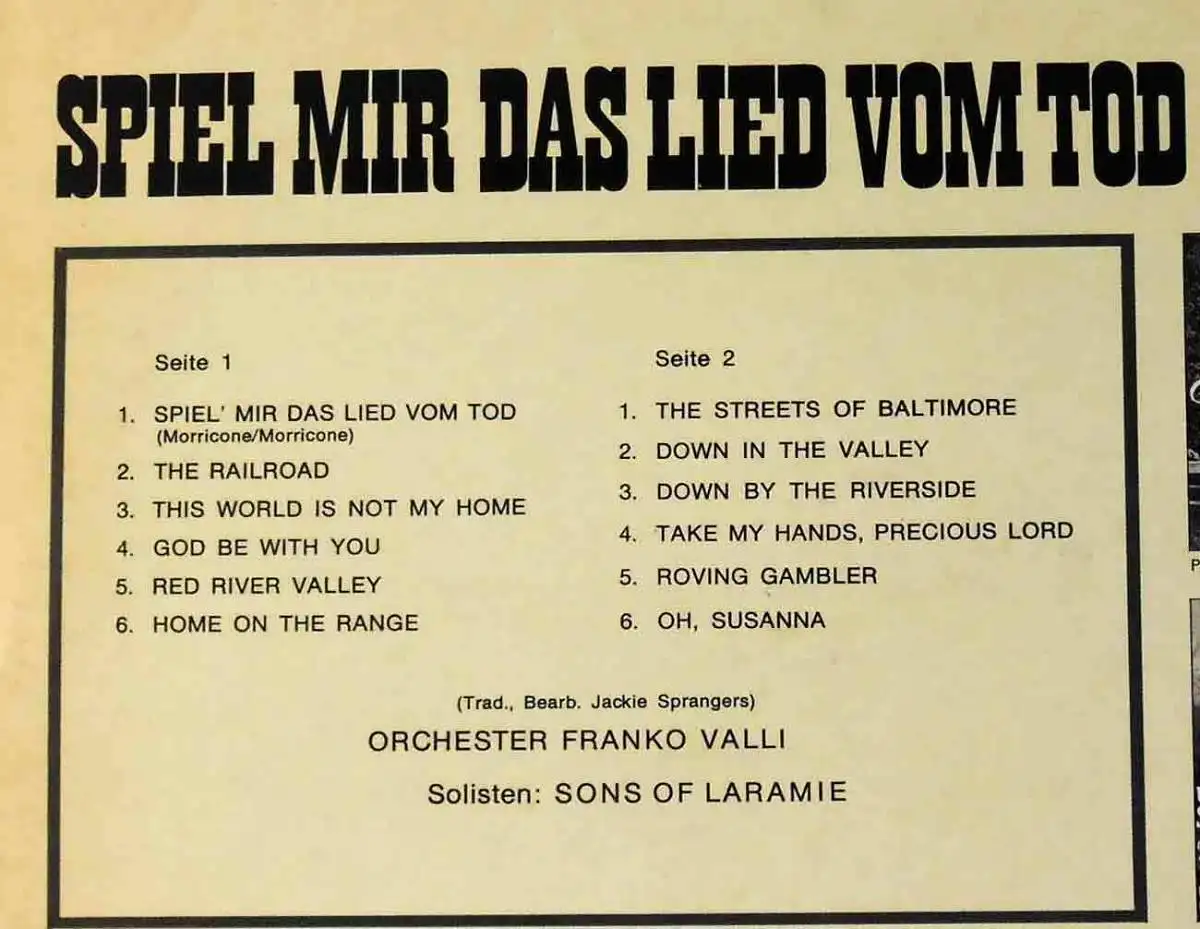 SPIEL MIR DAS LIED VOM TOD
Seite 1
1. SPIEL' MIR DAS LIED VOM TOD
(Morricone/Morricone)
2. THE RAILROAD
3. THIS WORLD IS NOT MY HOME
4. GOD BE WITH YOU
5. RED RIVER VALLEY
6. HOME ON THE RANGE
Seite 2
1. THE STREETS OF BALTIMORE
2. DOWN IN THE VALLEY
3. DOWN BY THE RIVERSIDE
4. TAKE MY HANDS, PRECIOUS LORD
5. ROVING GAMBLER
6. OH, SUSANNA
(Trad., Bearb. Jackie Sprangers)
ORCHESTER FRANKO VALLI
Solisten: SONS OF LARAMIE